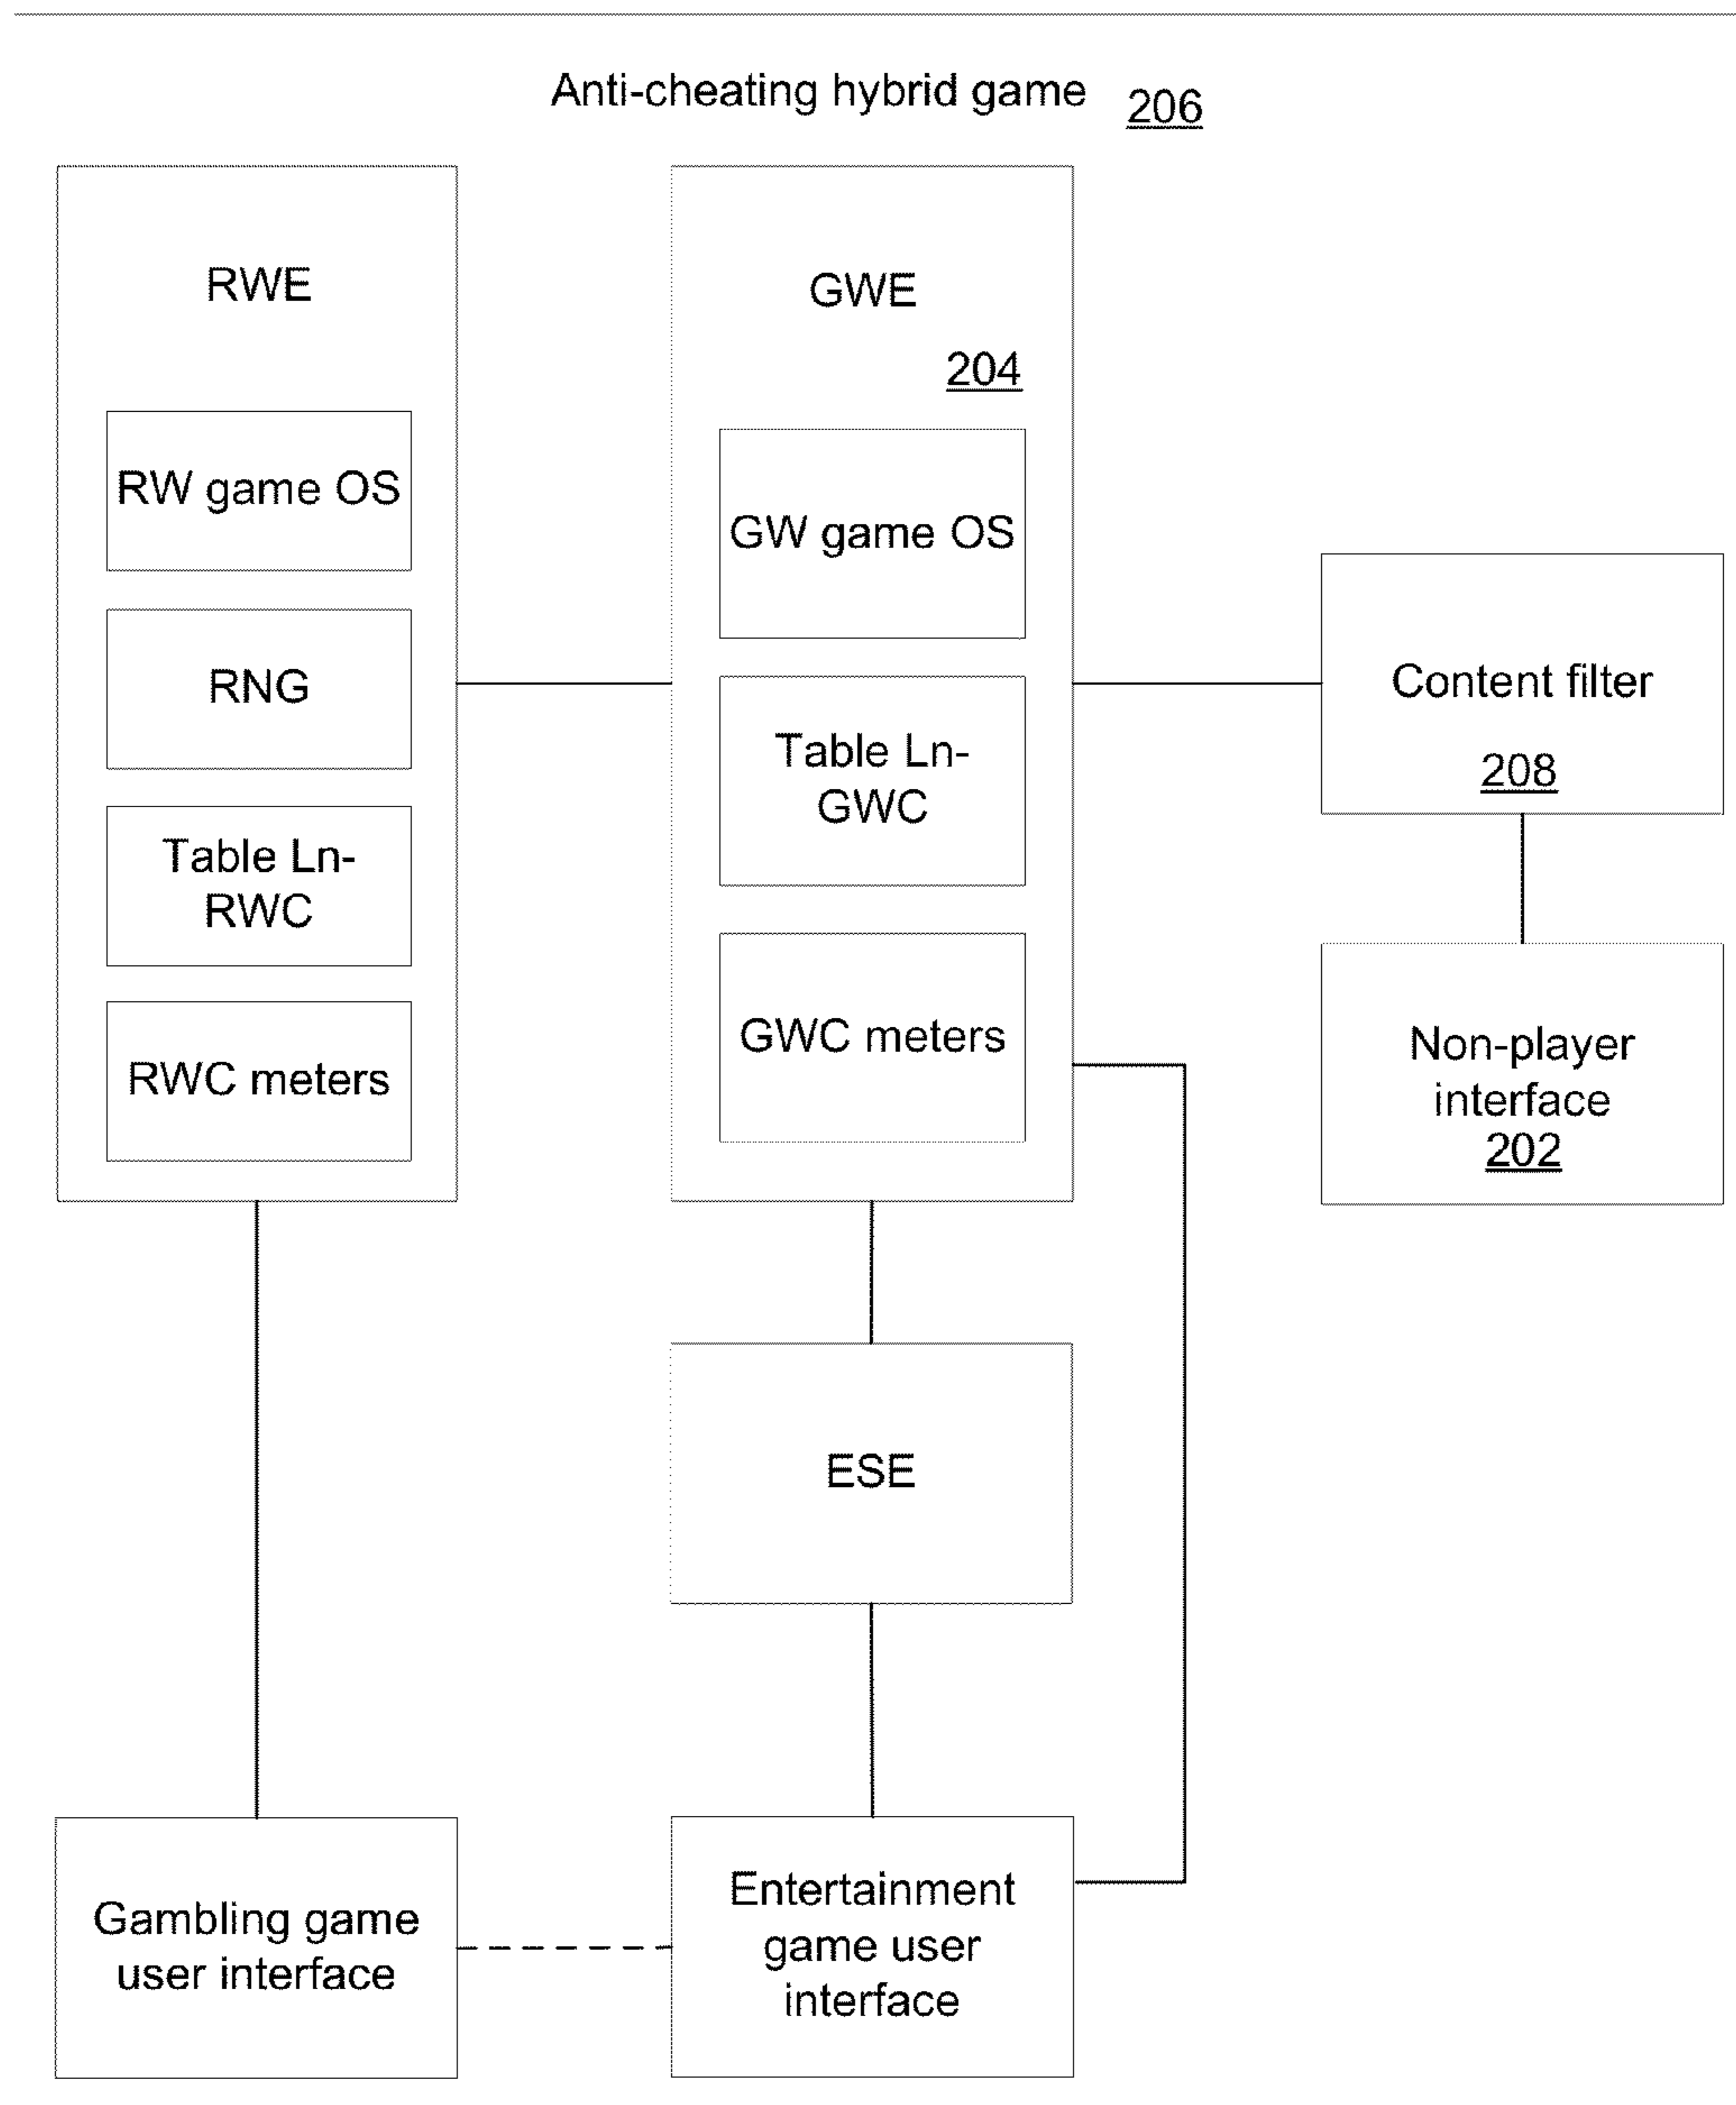 Anti-cheating hybrid game 206
RWE
RW game OS
RNG
Table Ln-
RWC
RWC meters
GWE
204
GW game OS
Table Ln-
GWC
GWC meters
Content filter
208
Non-player
interface
202
ESE
Gambling game
user interface
Entertainment
game user
interface